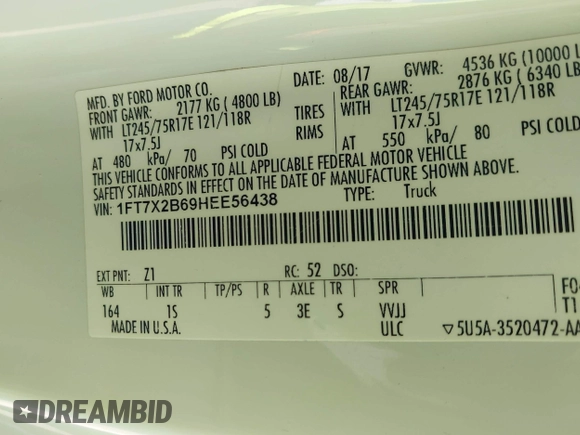 MFD. BY FORD MOTOR CO. DATE: 08/17 GVWR: 4536 KG (10000 L
FRONT GAWR: 2177 KG ( 4800 LB) REAR GAWR: 2876 KG ( 6340 LB)
WITH LT245/75R17E 121/118R TIRES WITH LT245/75R17E 121/118R
17x7.5J RIMS 17x7.5J
AT 480 kPa/ 70 PSI COLD AT 550 kPa/ 80 PSI COLD
THIS VEHICLE CONFORMS TO ALL APPLICABLE FEDERAL MOTOR VEHICLE
SAFETY STANDARDS IN EFFECT ON THE DATE OF MANUFACTURE SHOWN ABOVE.
VIN: 1FT7X2B69HEE56438 TYPE: Truck
EXT PNT: Z1 RC: 52 DSO:
WB INT TR TP/PS R AXLE TR SPR
164 1S 5 3E S VVJJ
MADE IN U.S.A. ULC ▽5U5A-3520472-AA
DREAMBID